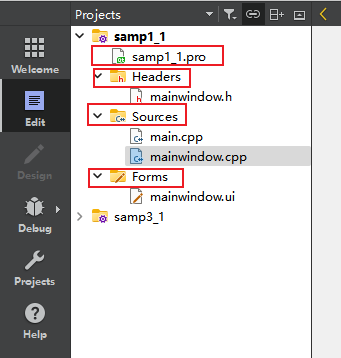 Projects
samp1_1
samp1_1.pro
Headers
mainwindow.h
Sources
main.cpp
mainwindow.cpp
Forms
mainwindow.ui
samp3_1
Welcome
Edit
Design
Debug
Projects
Help